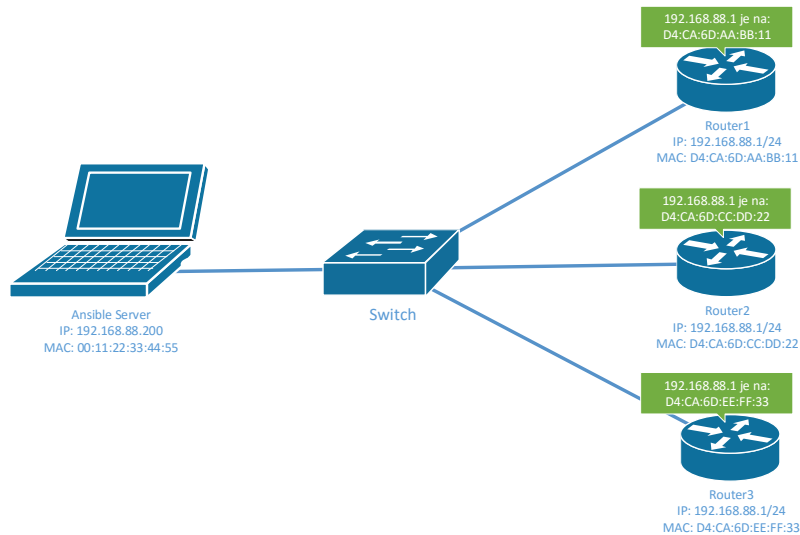 192.168.88.1 je na:
D4:CA:6D:AA:BB:11
Router1
IP: 192.168.88.1/24
MAC: D4:CA:6D:AA:BB:11
192.168.88.1 je na:
D4:CA:6D:CC:DD:22
Router2
IP: 192.168.88.1/24
MAC: D4:CA:6D:CC:DD:22
Ansible Server
IP: 192.168.88.200
MAC: 00:11:22:33:44:55
Switch
192.168.88.1 je na:
D4:CA:6D:EE:FF:33
Router3
IP: 192.168.88.1/24
MAC: D4:CA:6D:EE:FF:33